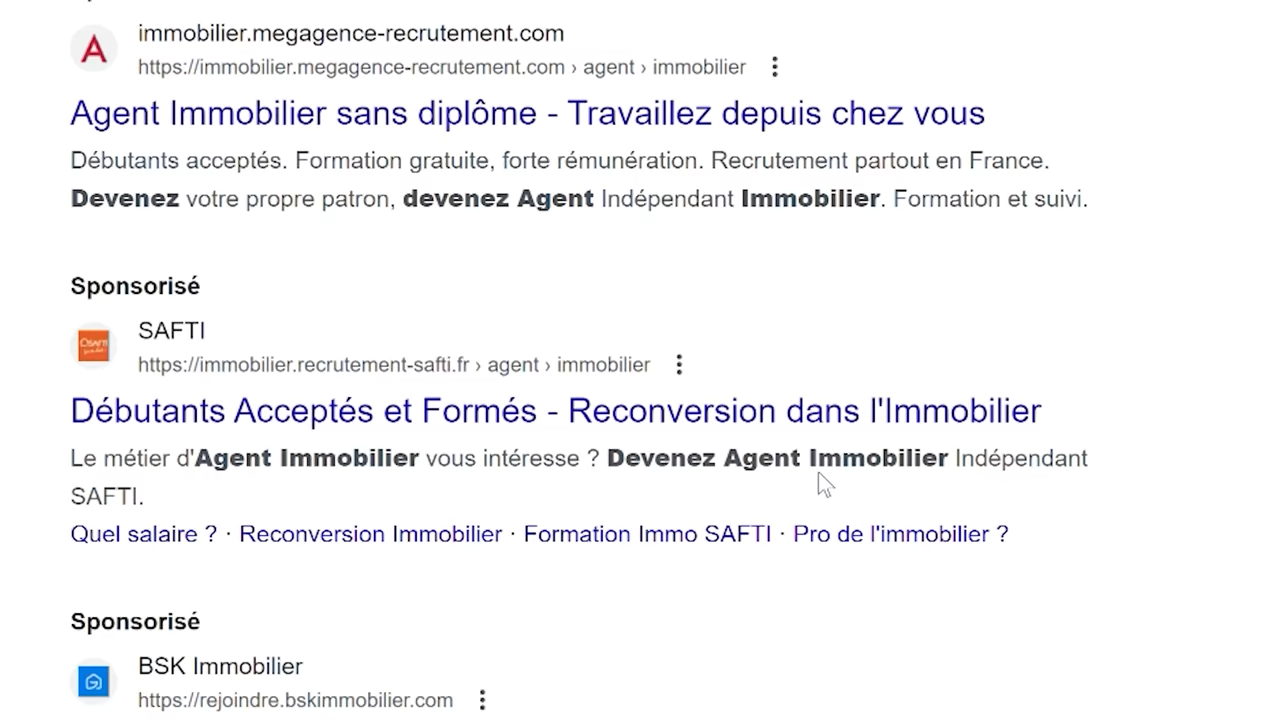 immobilier.megagence-recrutement.com
https://immobilier.megagence-recrutement.com › agent › immobilier
Agent Immobilier sans diplôme - Travaillez depuis chez vous
Débutants acceptés. Formation gratuite, forte rémunération. Recrutement partout en France.
Devenez votre propre patron, devenez Agent Indépendant Immobilier. Formation et suivi.
Sponsorisé
SAFTI
https://immobilier.recrutement-safti.fr › agent › immobilier
Débutants Acceptés et Formés - Reconversion dans l'Immobilier
Le métier d'Agent Immobilier vous intéresse ? Devenez Agent Immobilier Indépendant
SAFTI.
Quel salaire ? · Reconversion Immobilier · Formation Immo SAFTI · Pro de l'immobilier ?
Sponsorisé
BSK Immobilier
https://rejoindre.bskimmobilier.com